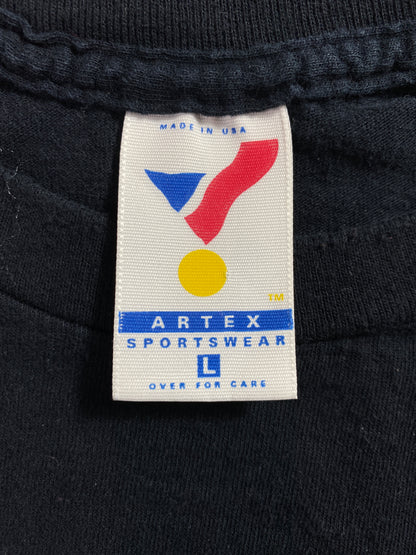 MADE IN USA
TM
ARTEX
SPORTSWEAR
L
OVER FOR CARE